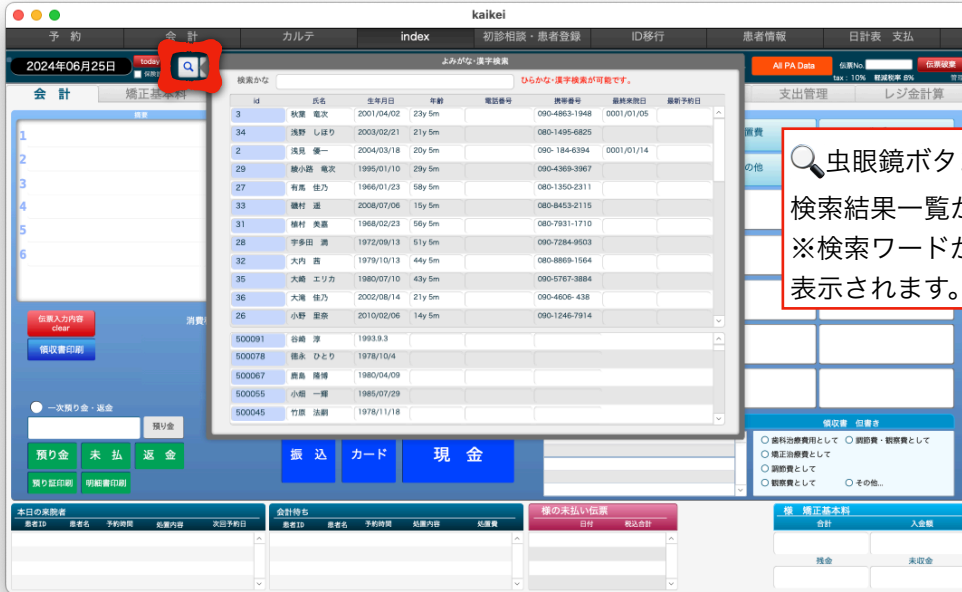 kaikei
予 約 会 計 カルテ index 初診相談・患者登録 ID移行 患者情報 日計表 支払
2024年06月25日 today All PA Data 伝票No. 伝票破棄
tax : 10% 軽減税率 8%
会 計 矯正基本料 支出管理 レジ金計算
摘要
1
2
3
4
5
6
よみがな・漢字検索
検索かな ひらかな・漢字検索が可能です。
id 氏名 生年月日 年齢 電話番号 携帯番号 最終来院日 最新予約日
3 秋葉 竜次 2001/04/02 23y 5m 090-4863-1948 0001/01/05
34 浅野 しほり 2003/02/21 21y 5m 080-1495-6825
2 浅見 優一 2004/03/18 20y 5m 090- 184-6394 0001/01/14
29 綾小路 竜次 1995/01/10 29y 5m 090-4369-3967
27 有馬 佳乃 1966/01/23 58y 5m 080-1350-2311
33 磯村 遥 2008/07/06 15y 5m 080-8453-2115
31 植村 美嘉 1968/02/23 56y 5m 080-7931-1710
28 宇多田 満 1972/09/13 51y 5m 090-7284-9503
32 大内 茜 1979/10/13 44y 5m 080-8869-1564
35 大崎 エリカ 1980/07/10 43y 5m 090-5767-3884
36 大滝 佳乃 2002/08/14 21y 5m 090-4606- 438
26 小野 里奈 2010/02/06 14y 5m 090-1246-7914
500091 谷崎 淳 1993.9.3
500078 徳永 ひとり 1978/10/4
500067 鹿島 隆博 1980/04/09
500055 小畑 一輝 1985/07/29
500045 竹原 法嗣 1978/11/18
置費
の他
🔍虫眼鏡ボタ
検索結果一覧が
※検索ワードが
表示されます。
伝票入力内容
clear
消費
領収書印刷
一次預り金・返金
預り金
預り金 未 払 返 金
預り証印刷 明細書印刷
振 込 カード 現 金
領収書 但書き
歯科治療費用として 調節費・観察費として
矯正治療費として
調節費として
観察費として その他...
本日の来院者
患者ID 患者名 予約時間 処置内容 次回予約日
会計待ち
患者ID 患者名 予約時間 処置内容 処置費
様の未払い伝票
日付 税込合計
様 矯正基本料
合計 入金額
残金 未収金